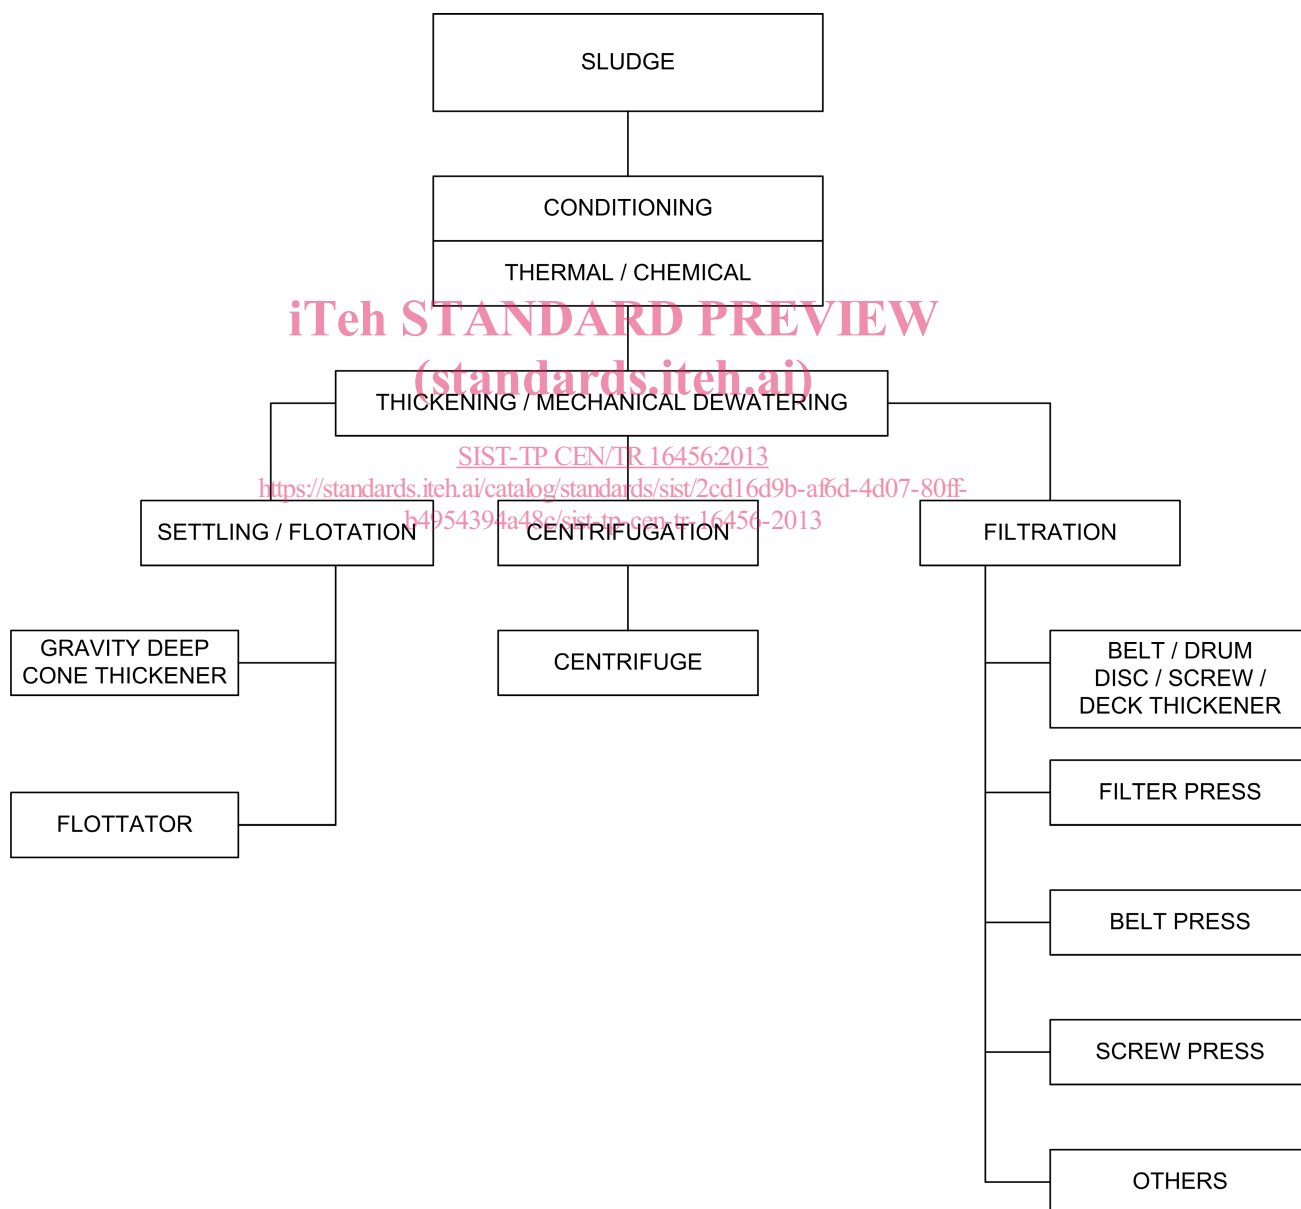 SLUDGE
CONDITIONING
THERMAL / CHEMICAL
iTeh STANDARD PREVIEW
(standards.iteh.ai)
THICKENING / MECHANICAL DEWATERING
SIST-TP CEN/TR 16456:2013
https://standards.iteh.ai/catalog/standards/sist/2cd16d9b-af6d-4d07-80ff-
b4954394a48c/sist-tp-cen-tr-16456-2013
SETTLING / FLOTATION
CENTRIFUGATION
FILTRATION
GRAVITY DEEP
CONE THICKENER
CENTRIFUGE
BELT / DRUM
DISC / SCREW /
DECK THICKENER
FILTER PRESS
FLOTTATOR
BELT PRESS
SCREW PRESS
OTHERS